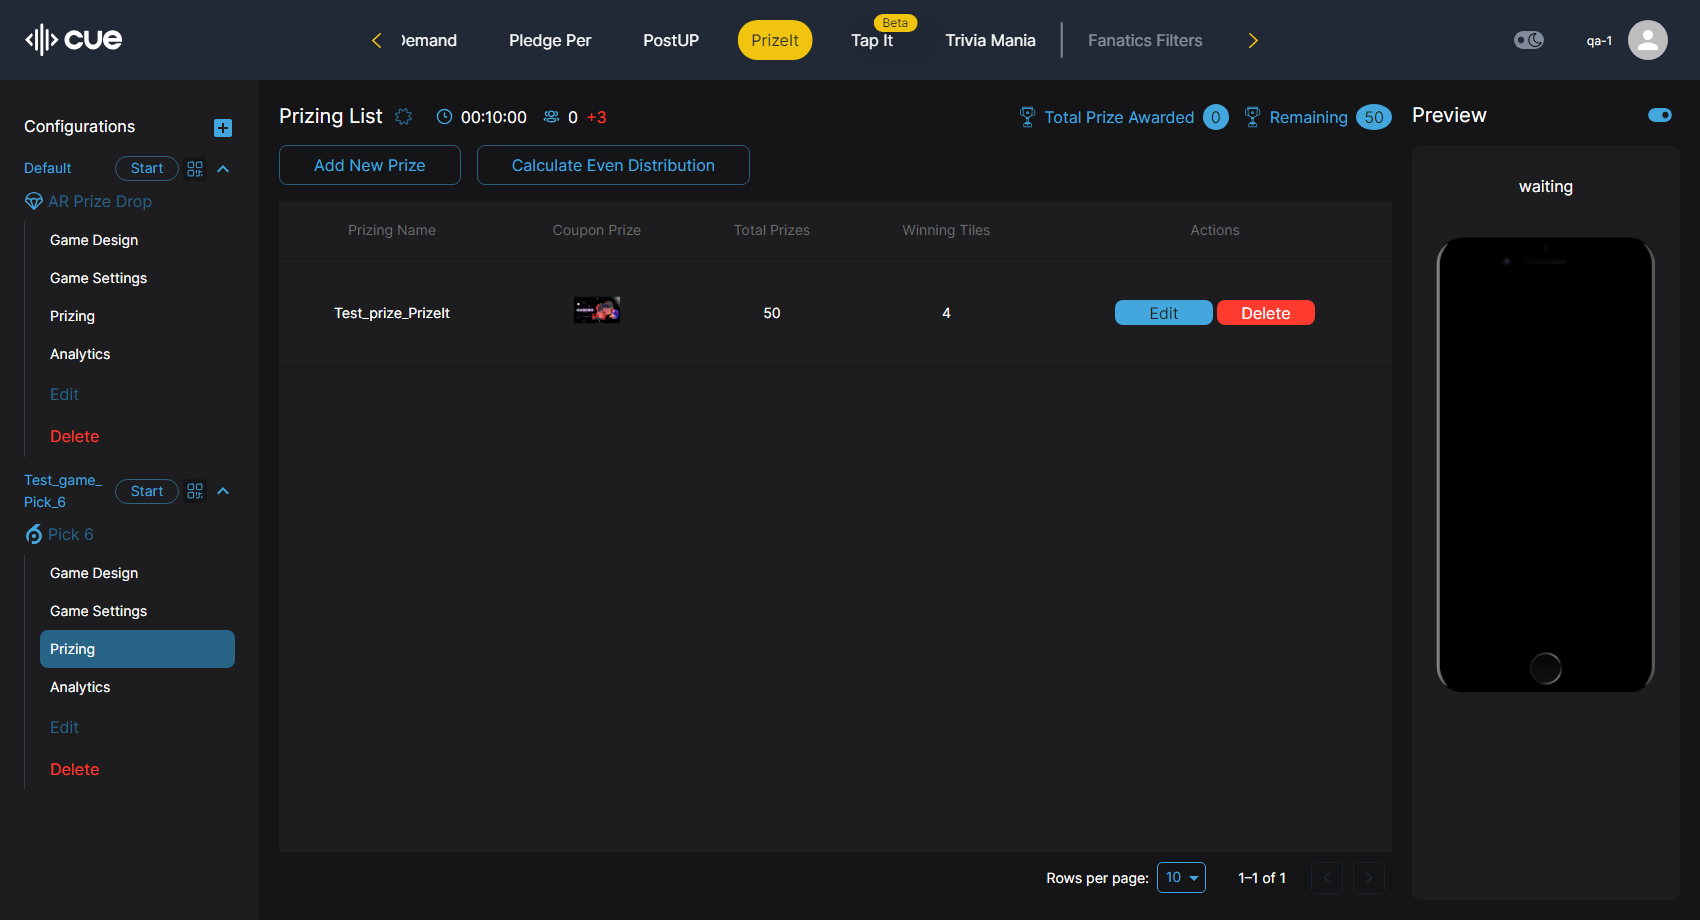 cue
Demand
Pledge Per
PostUP
PrizeIt
Beta
Tap It
Trivia Mania
Fanatics Filters
qa-1
Configurations
Default
Start
AR Prize Drop
Game Design
Game Settings
Prizing
Analytics
Edit
Delete
Test_game_
Pick_6
Start
Pick 6
Game Design
Game Settings
Prizing
Analytics
Edit
Delete
Prizing List 00:10:00 0 +3
Total Prize Awarded 0 Remaining 50
Add New Prize
Calculate Even Distribution
Prizing Name Coupon Prize Total Prizes Winning Tiles Actions
Test_prize_PrizeIt 50 4 Edit Delete
Rows per page: 10 1–1 of 1
Preview
waiting